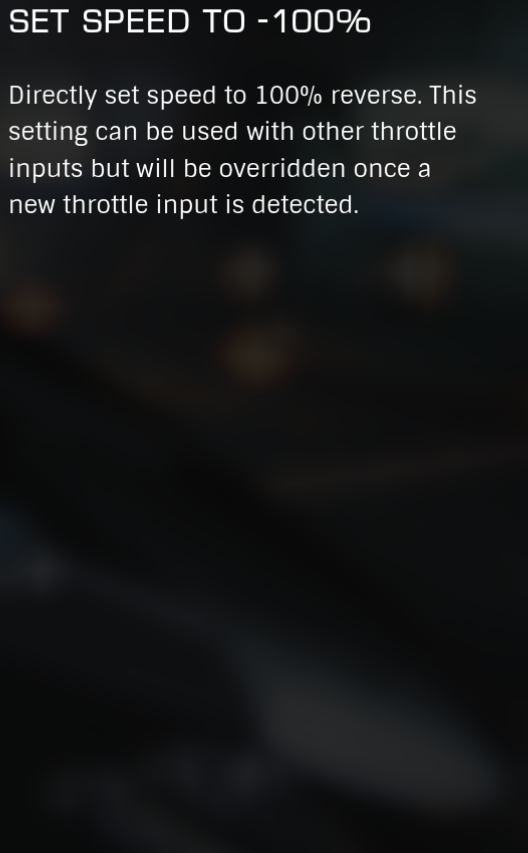 SET SPEED TO -100%
Directly set speed to 100% reverse. This
setting can be used with other throttle
inputs but will be overridden once a
new throttle input is detected.